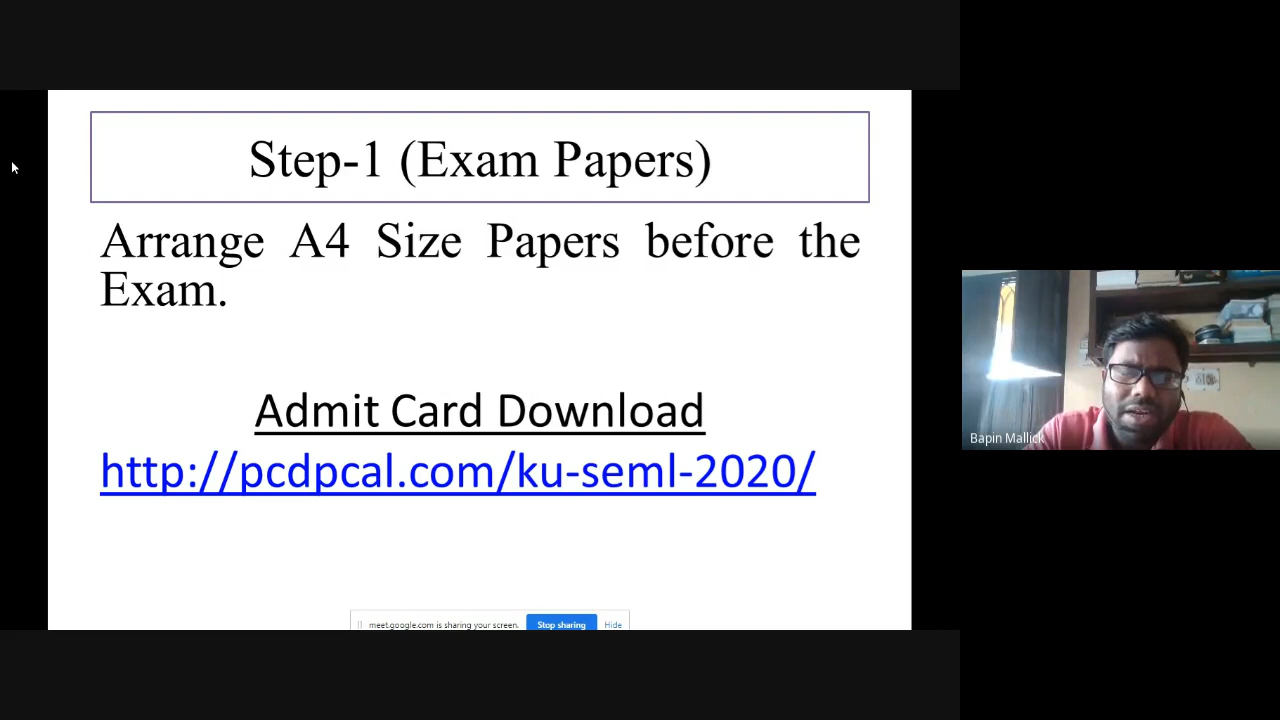 Step-1 (Exam Papers)
Arrange A4 Size Papers before the
Exam.
Admit Card Download
http://pcdpcal.com/ku-seml-2020/
Bapin Mallick
meet.google.com is sharing your screen.
Stop sharing
Hide